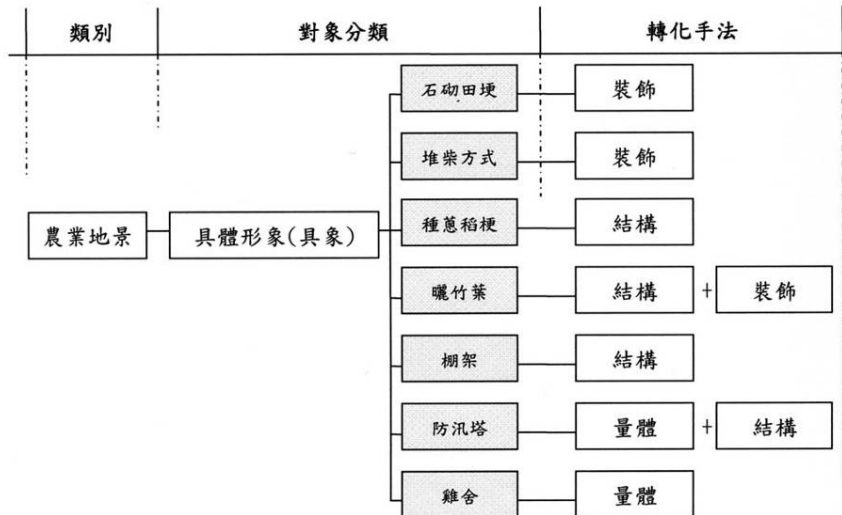 類別 對象分類 轉化手法
石砌田埂 裝飾
堆柴方式 裝飾
種蔥稻梗 結構
農業地景 具體形象(具象)
曬竹葉 結構 + 裝飾
棚架 結構
防汛塔 量體 + 結構
雞舍 量體